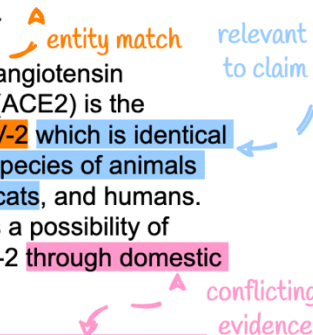 entity match
relevant
to claim
angiotensin
(ACE2) is the
V-2 which is identical
species of animals
cats, and humans.
a possibility of
-2 through domestic
conflicting
evidence